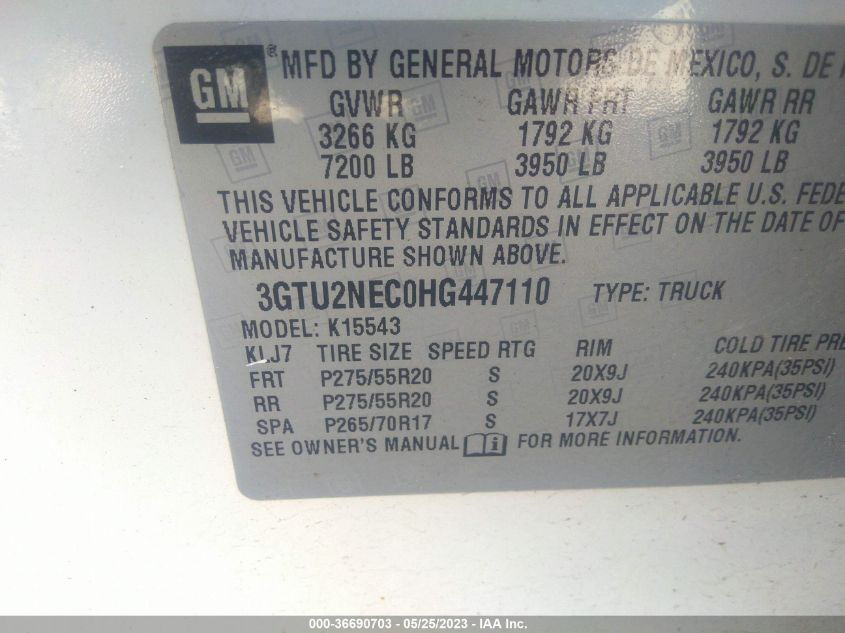 GM ® MFD BY GENERAL MOTORS DE MEXICO, S. DE
GVWR GAWR FRT GAWR RR
3266 KG 1792 KG 1792 KG
7200 LB 3950 LB 3950 LB
THIS VEHICLE CONFORMS TO ALL APPLICABLE U.S. FEDE
VEHICLE SAFETY STANDARDS IN EFFECT ON THE DATE OF
MANUFACTURE SHOWN ABOVE.
3GTU2NEC0HG447110 TYPE: TRUCK
MODEL: K15543
KLJ7 TIRE SIZE SPEED RTG RIM COLD TIRE PRE
FRT P275/55R20 S 20X9J 240KPA(35PSI)
RR P275/55R20 S 20X9J 240KPA(35PSI)
SPA P265/70R17 S 17X7J 240KPA(35PSI)
SEE OWNER'S MANUAL i FOR MORE INFORMATION.
000-36690703 - 05/25/2023 - IAA Inc.